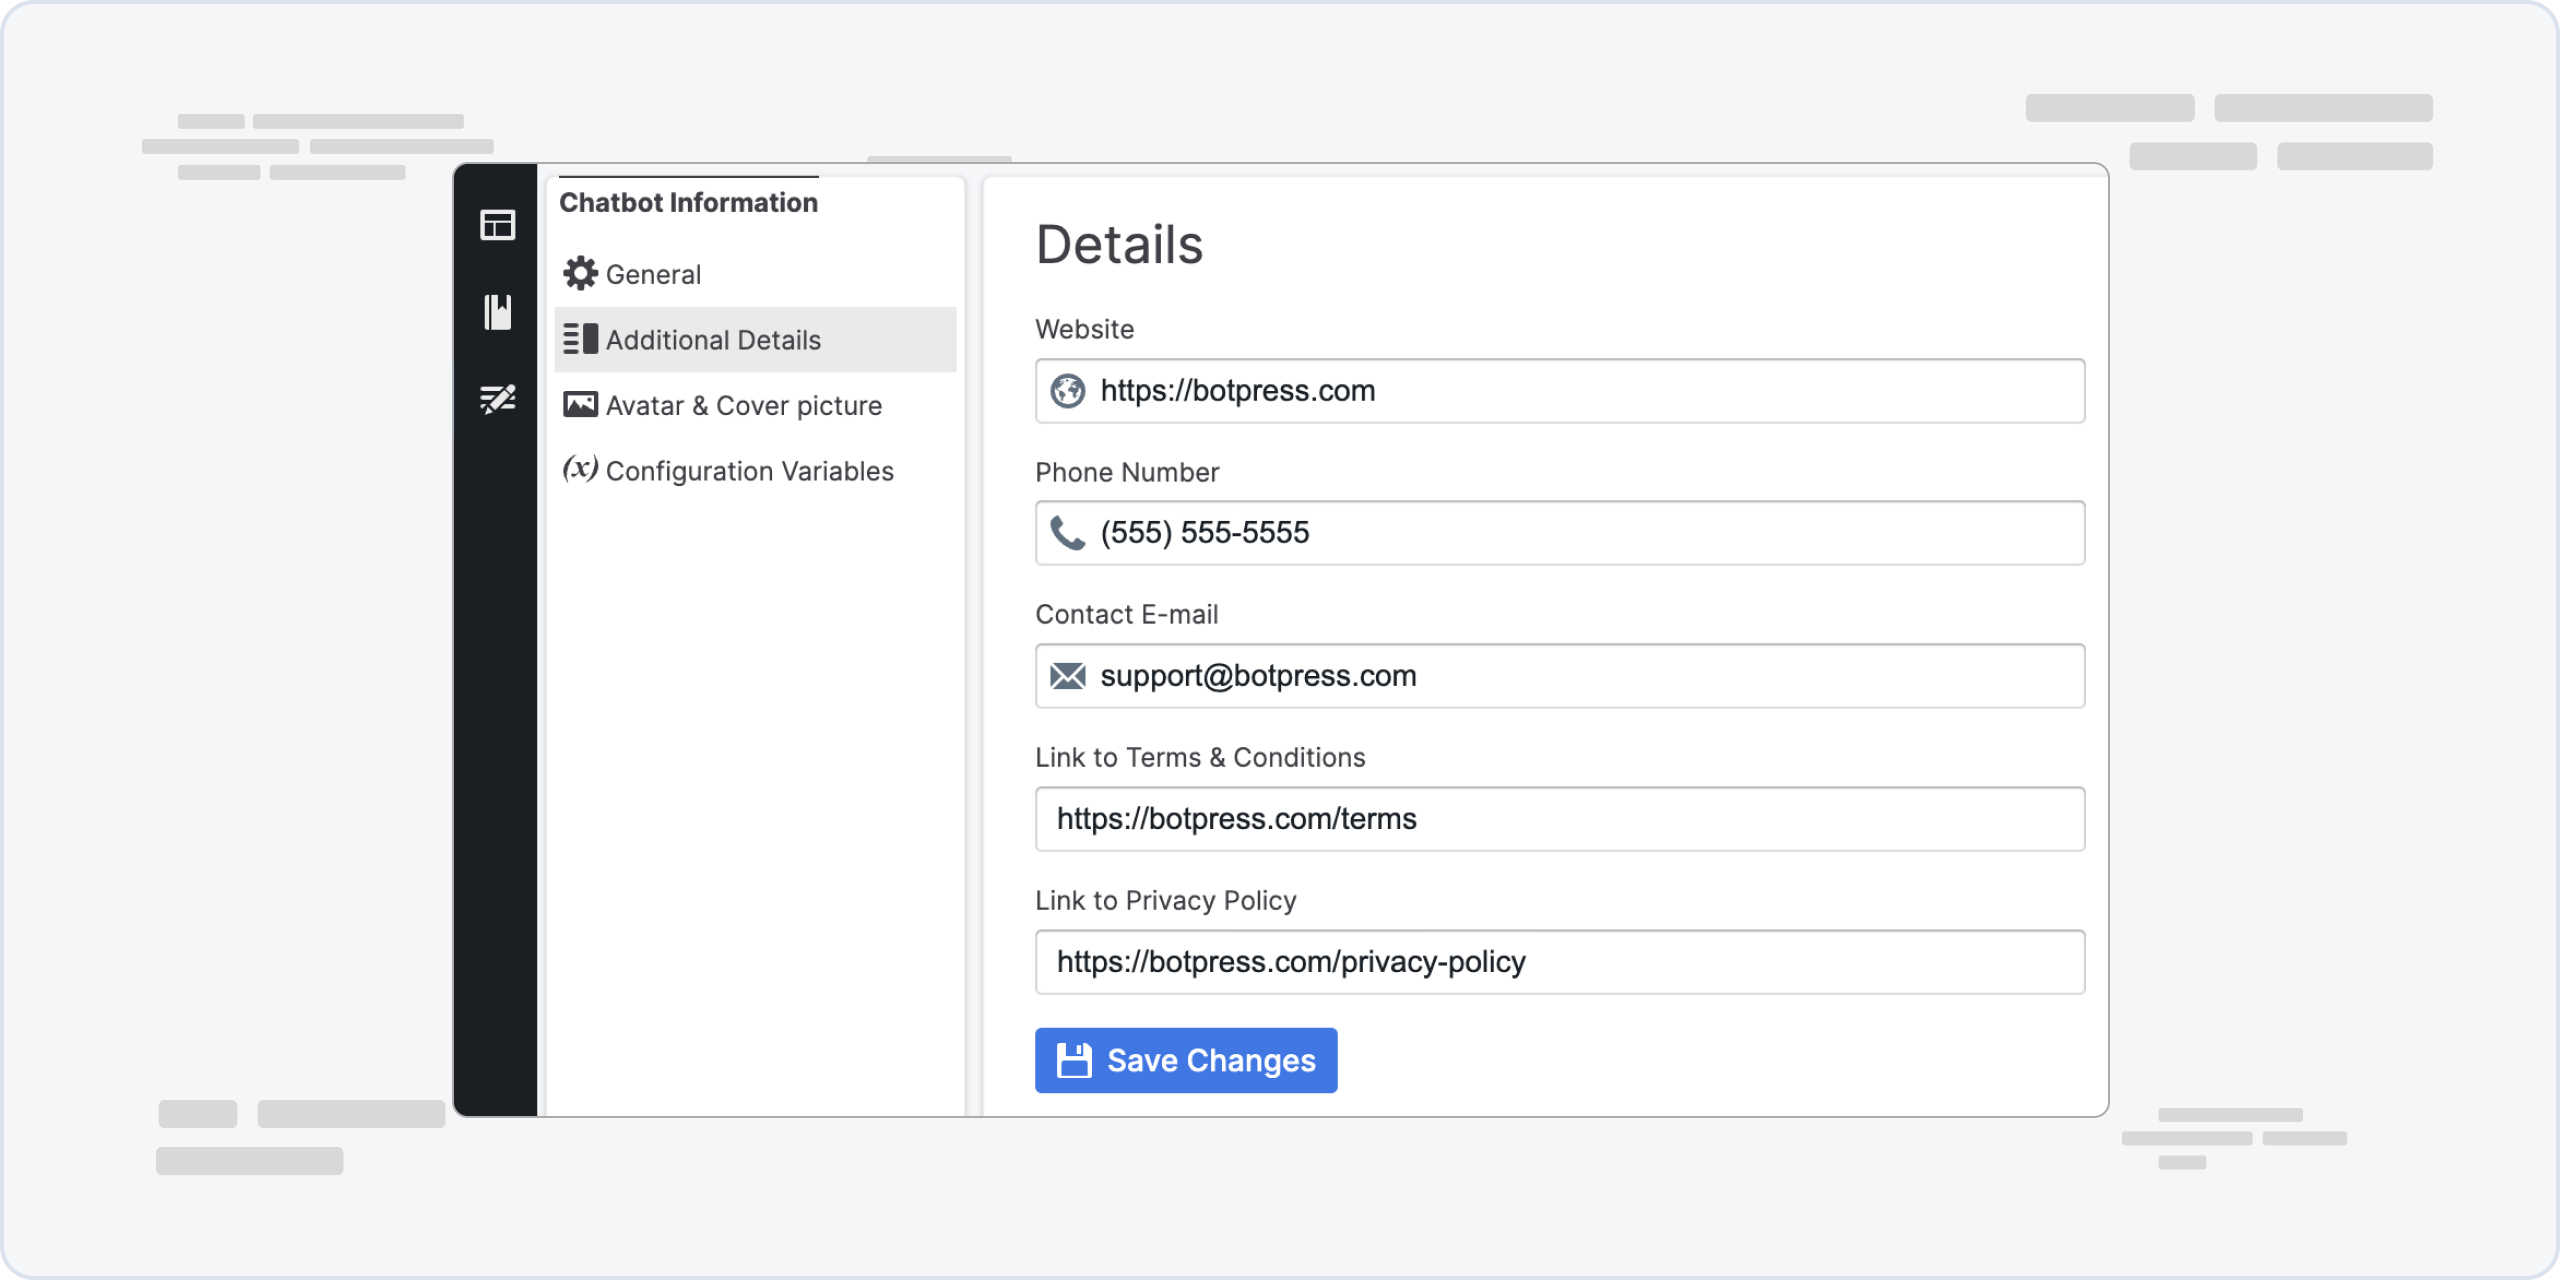 Chatbot Information
General
Additional Details
Avatar & Cover picture
(x) Configuration Variables
Details
Website
https://botpress.com
Phone Number
(555) 555-5555
Contact E-mail
support@botpress.com
Link to Terms & Conditions
https://botpress.com/terms
Link to Privacy Policy
https://botpress.com/privacy-policy
Save Changes